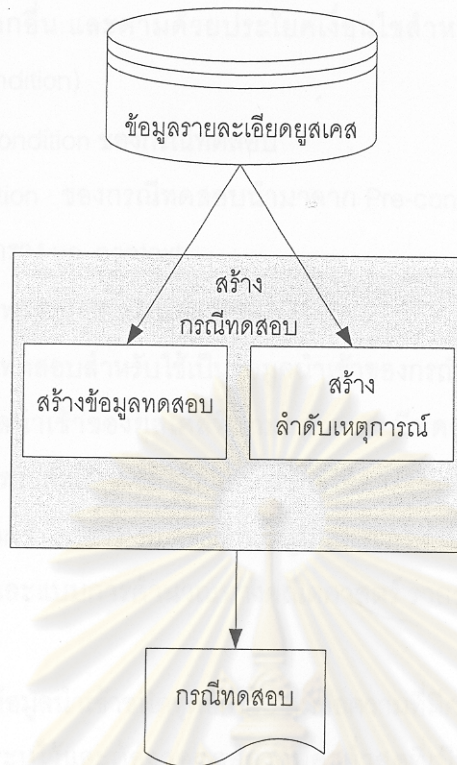 ข้อมูลรายละเอียดยูสเคส
สร้าง
กรณีทดสอบ
สร้างข้อมูลทดสอบ
สร้าง
ลำดับเหตุการณ์
กรณีทดสอบ